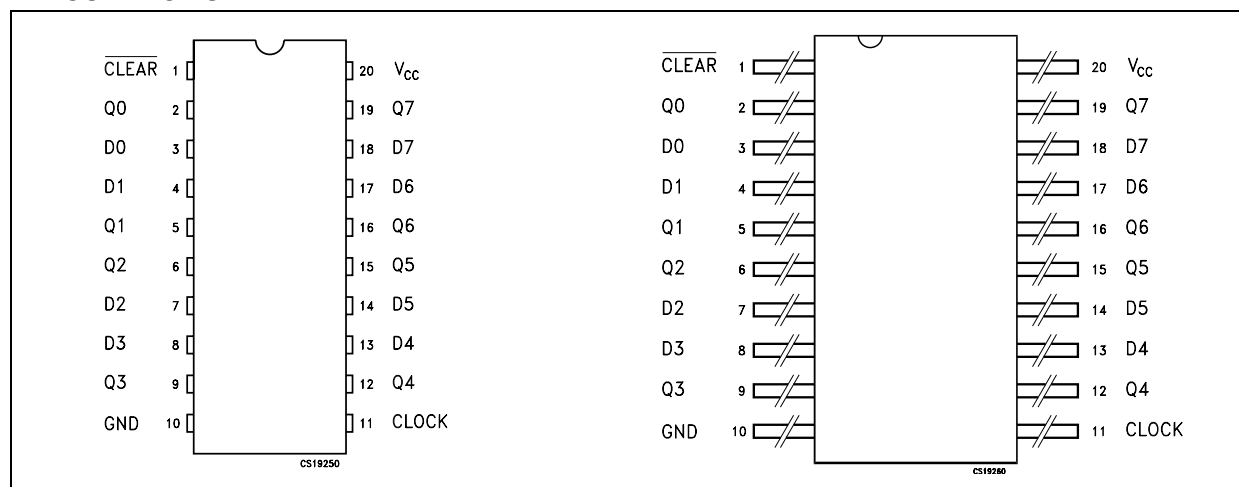 CLEAR 1 20 VCC
Q0 2 19 Q7
D0 3 18 D7
D1 4 17 D6
Q1 5 16 Q6
Q2 6 15 Q5
D2 7 14 D5
D3 8 13 D4
Q3 9 12 Q4
GND 10 11 CLOCK
CS19250
CLEAR 1 20 VCC
Q0 2 19 Q7
D0 3 18 D7
D1 4 17 D6
Q1 5 16 Q6
Q2 6 15 Q5
D2 7 14 D5
D3 8 13 D4
Q3 9 12 Q4
GND 10 11 CLOCK
CS19260